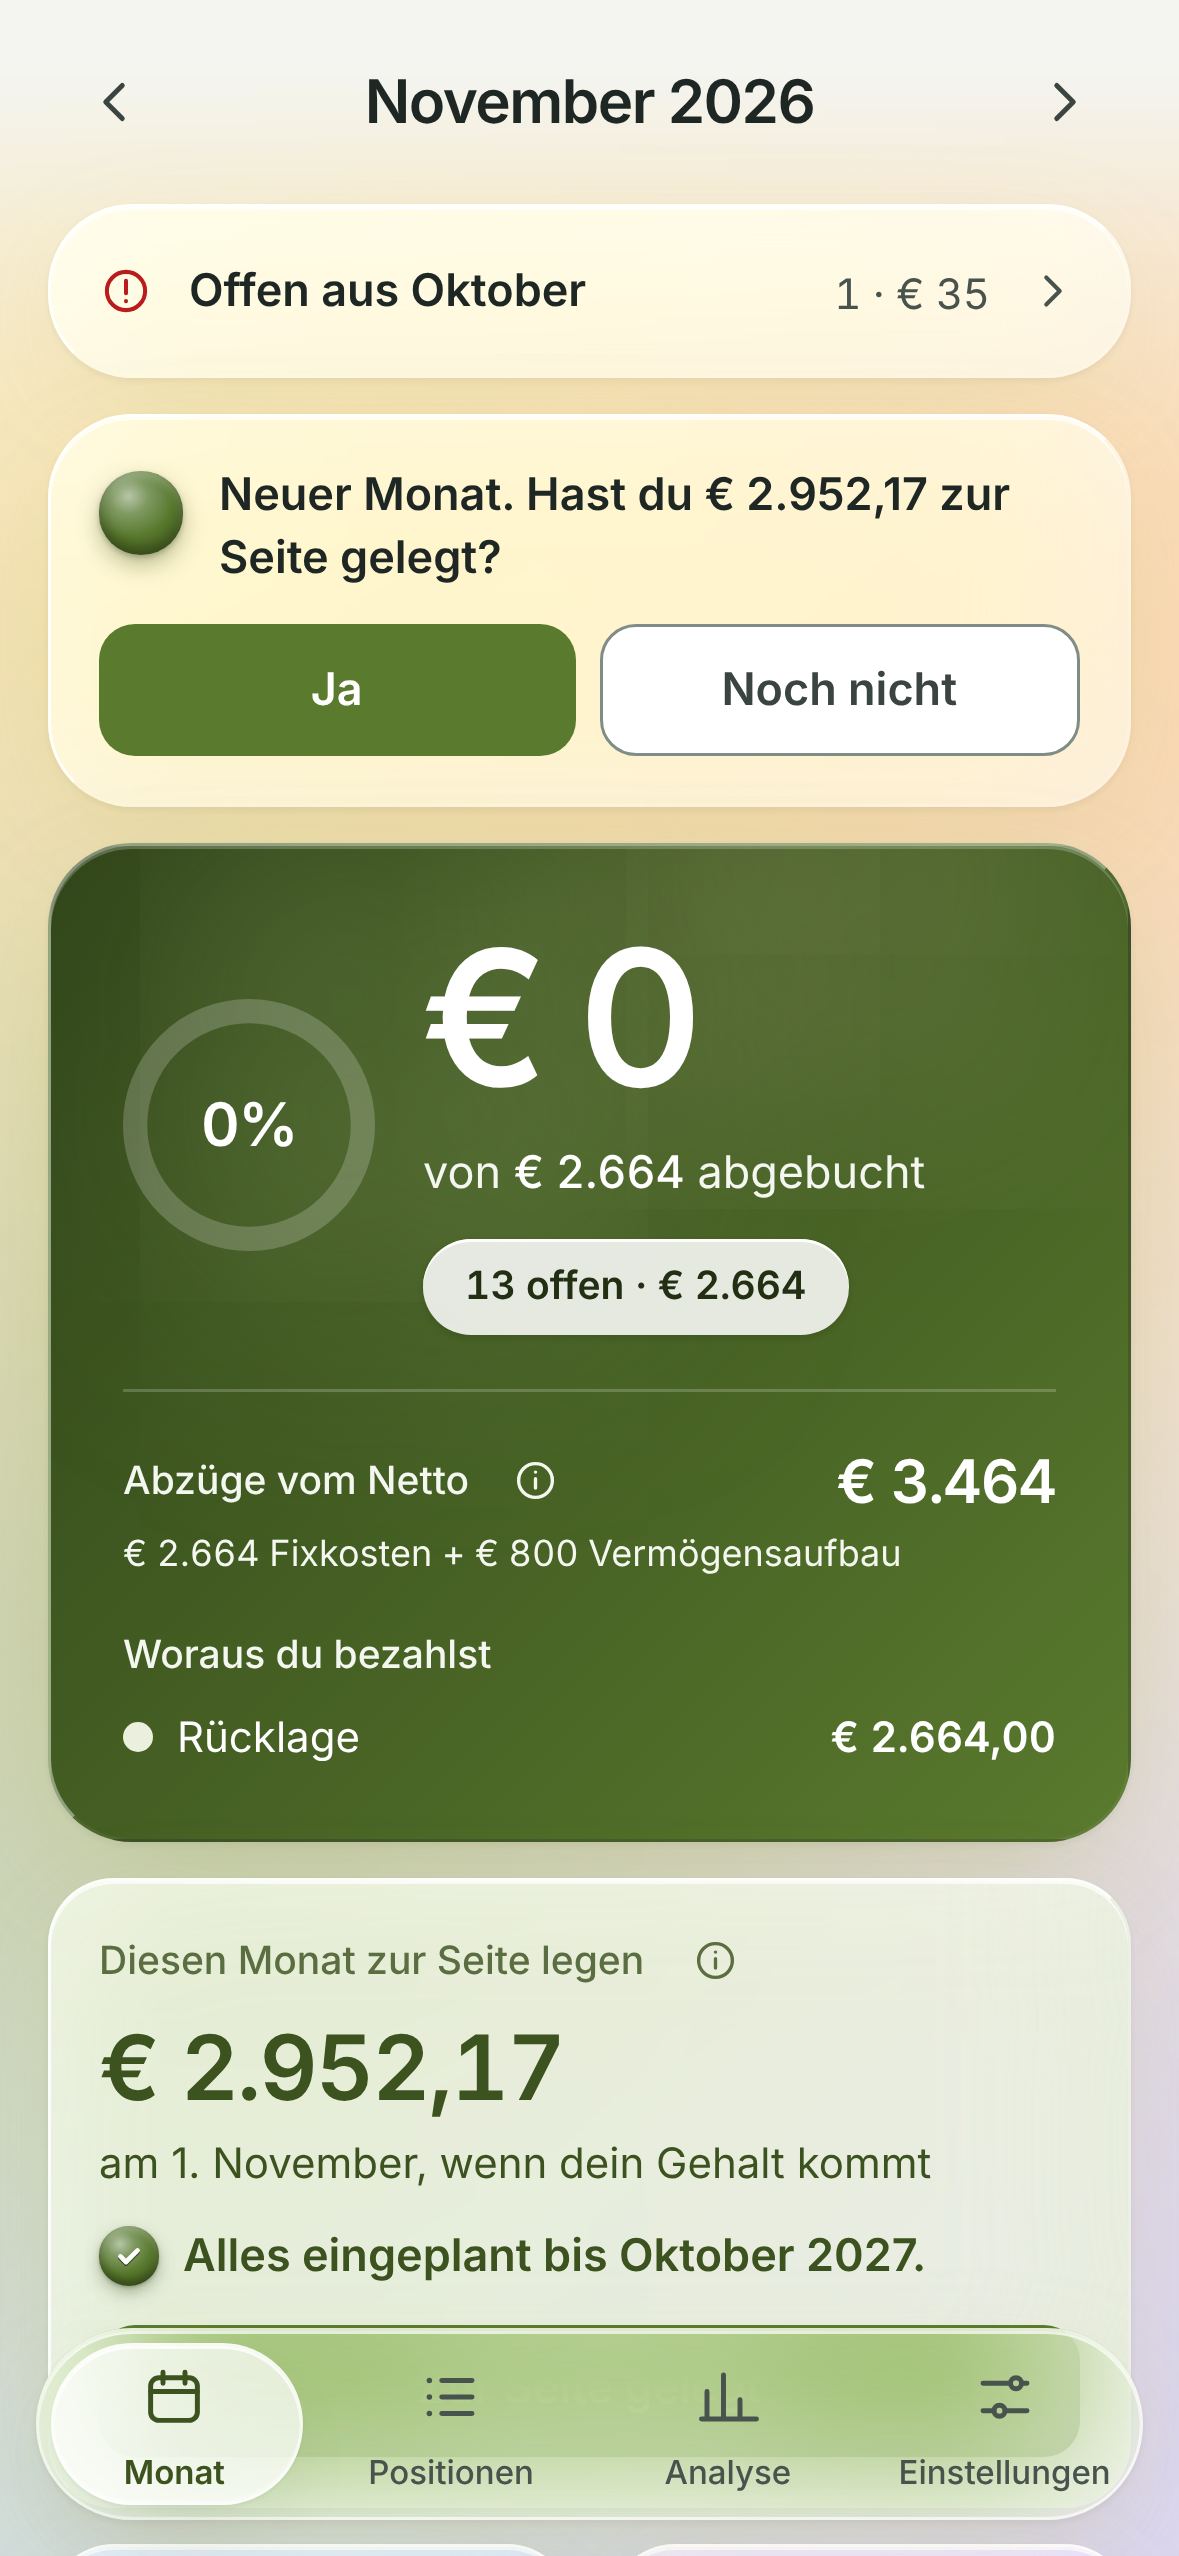 November 2026
Offen aus Oktober 1 · € 35
Neuer Monat. Hast du € 2.952,17 zur
Seite gelegt?
Ja Noch nicht
€ 0
0%
von € 2.664 abgebucht
13 offen · € 2.664
Abzüge vom Netto € 3.464
€ 2.664 Fixkosten + € 800 Vermögensaufbau
Woraus du bezahlst
Rücklage € 2.664,00
Diesen Monat zur Seite legen
€ 2.952,17
am 1. November, wenn dein Gehalt kommt
Alles eingeplant bis Oktober 2027.
Monat Positionen Analyse Einstellungen